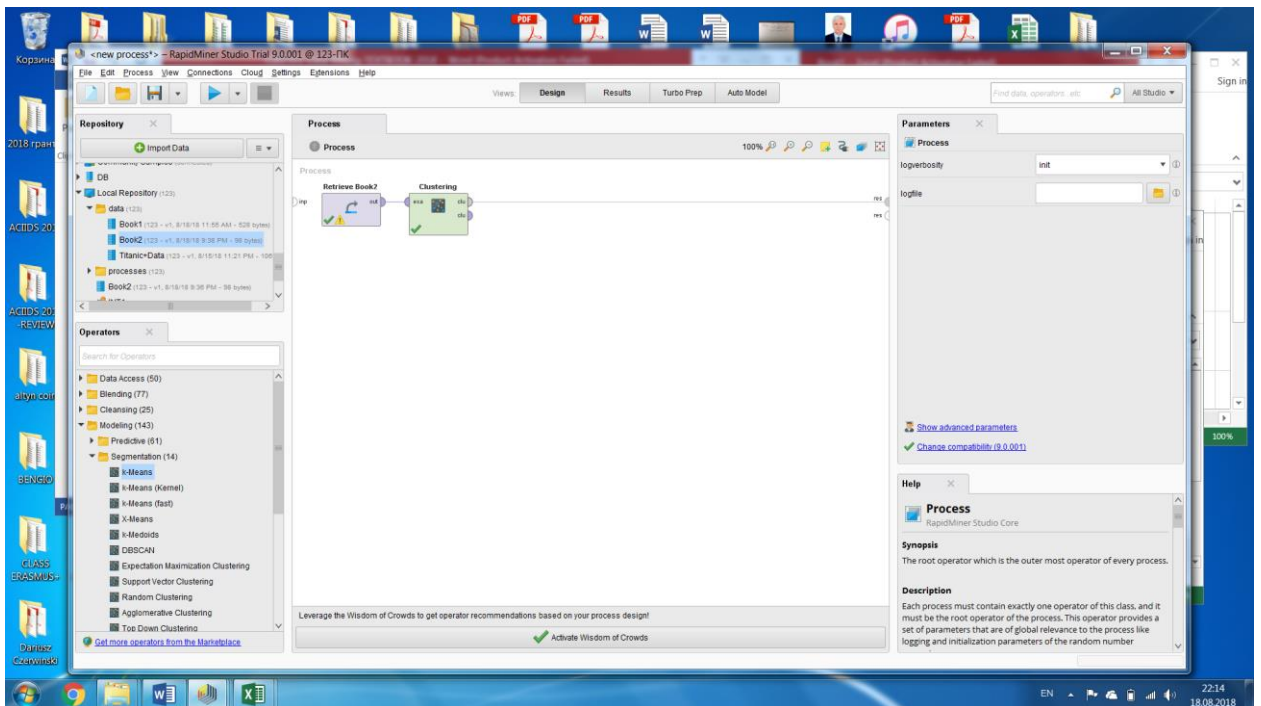 Корзина
2018 грант
ACIIDS 20
ACIIDS 20
-REVIEW
altyn coin
BENGIO
CLASS
ERASMUS+
Dariusz
Czerwinski
<new process*> – RapidMiner Studio Trial 9.0.001 @ 123-ПК
Sign in
File Edit Process View Connections Cloud Settings Extensions Help
Views: Design Results Turbo Prep Auto Model
Find data, operators...etc
All Studio
Repository
Import Data
DB
Local Repository (123)
data (123)
Book1 (123 - v1, 8/18/18 11:55 AM - 528 bytes)
Book2 (123 - v1, 8/18/18 9:36 PM - 98 bytes)
Titanic+Data (123 - v1, 8/15/18 11:21 PM - 106
processes (123)
Book2 (123 - v1, 8/18/18 9:36 PM - 98 bytes)
Operators
Search for Operators
Data Access (50)
Blending (77)
Cleansing (25)
Modeling (143)
Predictive (61)
Segmentation (14)
k-Means
k-Means (Kernel)
k-Means (fast)
X-Means
k-Medoids
DBSCAN
Expectation Maximization Clustering
Support Vector Clustering
Random Clustering
Agglomerative Clustering
Top Down Clustering
Get more operators from the Marketplace
Process
Process
100%
Process
Retrieve Book2
Clustering
inp
out
exa
clu
clu
res
res
Leverage the Wisdom of Crowds to get operator recommendations based on your process design!
Activate Wisdom of Crowds
Parameters
Process
logverbosity
init
logfile
Show advanced parameters
Change compatibility (9.0.001)
Help
Process
RapidMiner Studio Core
Synopsis
The root operator which is the outer most operator of every process.
Description
Each process must contain exactly one operator of this class, and it
must be the root operator of the process. This operator provides a
set of parameters that are of global relevance to the process like
logging and initialization parameters of the random number
100%
EN
22:14
18.08.2018